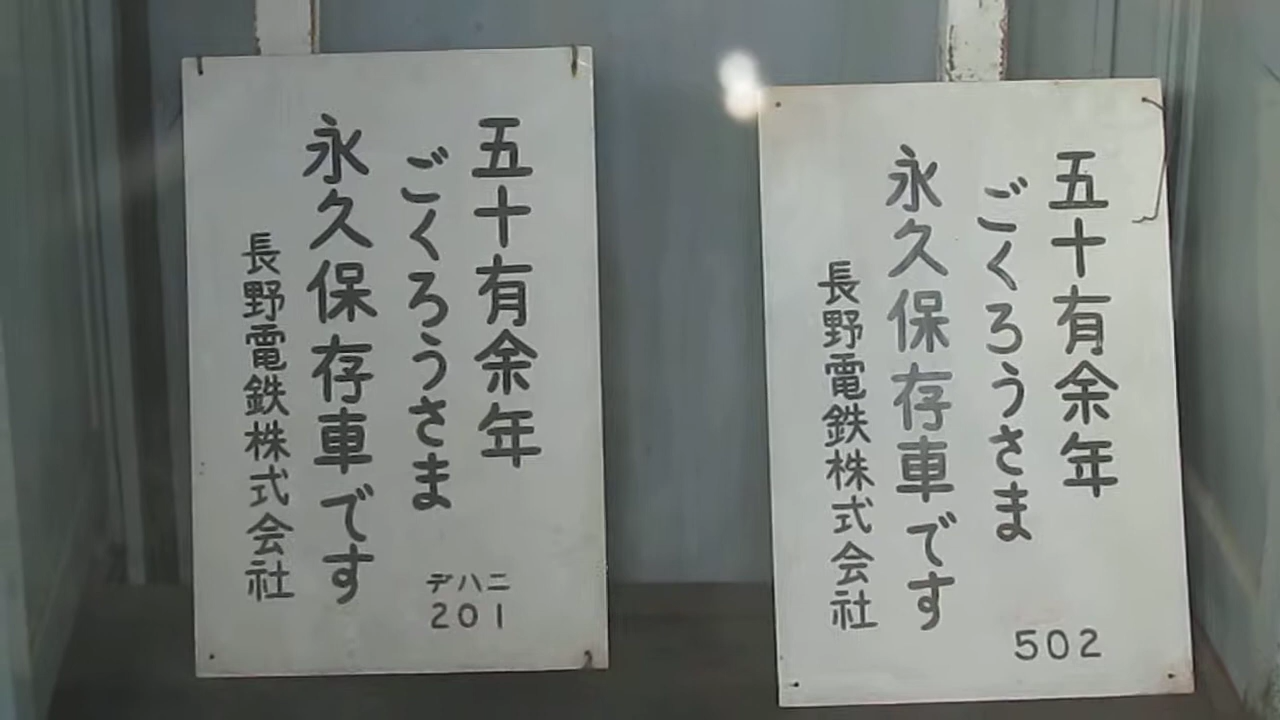 五十有余年
ごくろうさま
デハニ
201
永久保存車です
長野電鉄株式会社
五十有余年
ごくろうさま
502
永久保存車です
長野電鉄株式会社